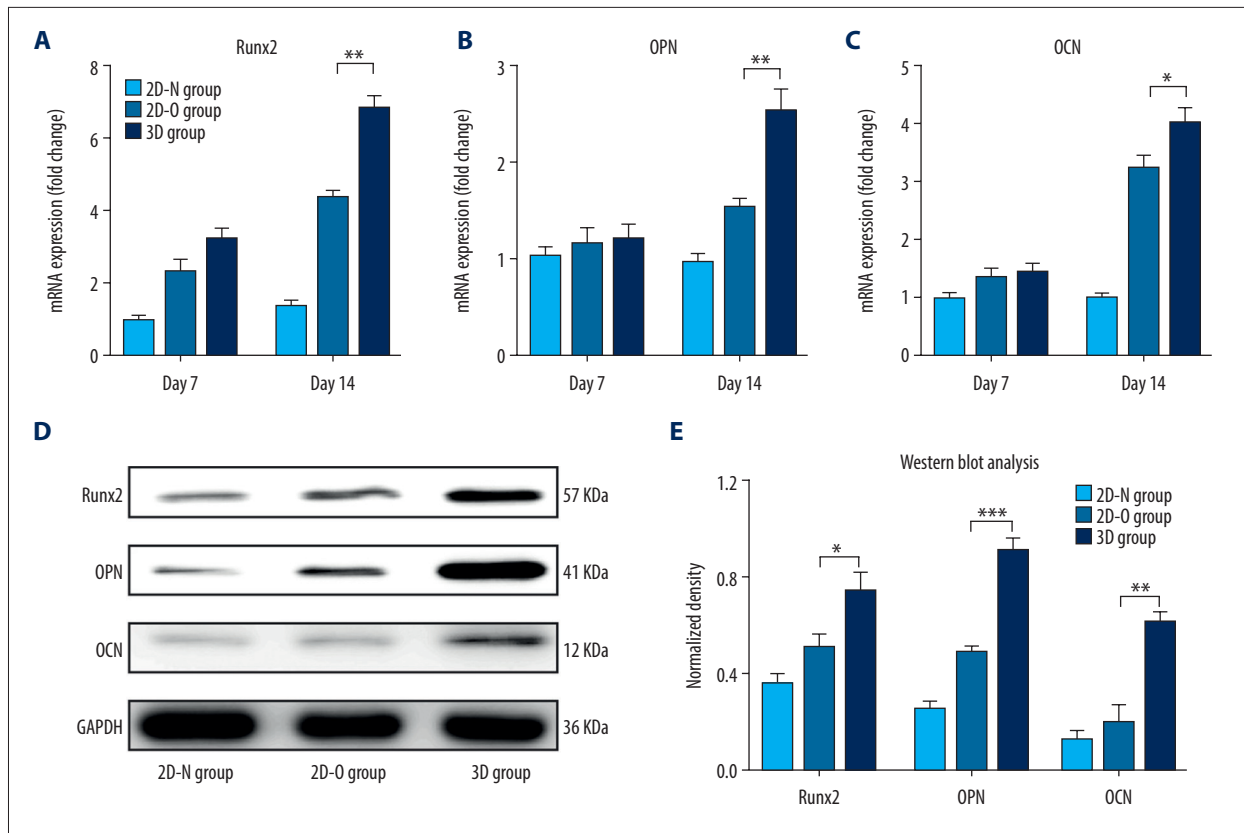 A
Runx2
8
6
4
2
0
mRNA expression (fold change)
2D-N group
2D-O group
3D group
**
Day 7
Day 14
B
OPN
3
2
1
0
mRNA expression (fold change)
**
Day 7
Day 14
C
OCN
5
4
3
2
1
0
mRNA expression (fold change)
*
Day 7
Day 14
D
Runx2
57 KDa
OPN
41 KDa
OCN
12 KDa
GAPDH
36 KDa
2D-N group
2D-O group
3D group
E
Western blot analysis
1.2
0.8
0.4
0.0
Normalized density
2D-N group
2D-O group
3D group
*
***
**
Runx2
OPN
OCN